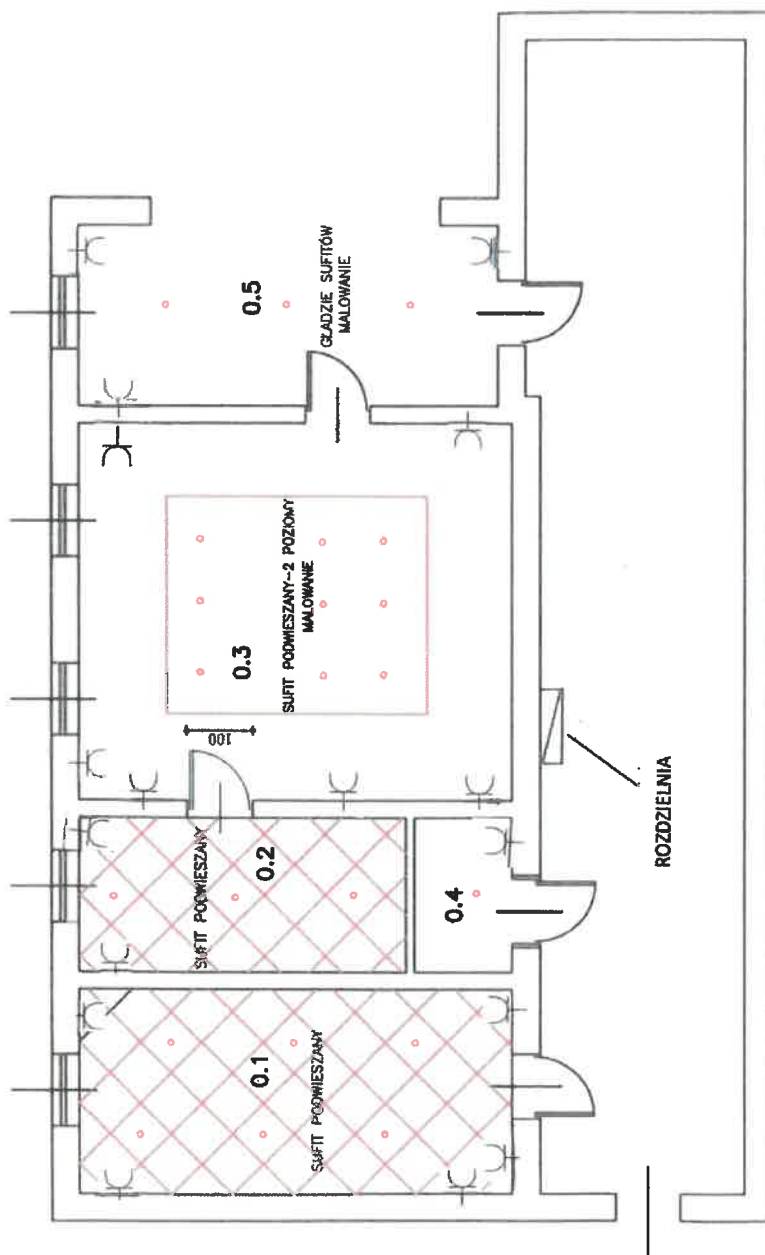 0.1
SUFIT PODWIESZANY
0.2
SUFIT PODWIESZANY
0.4
100
0.3
SUFIT PODWIESZANY-2 POZIOMY
MALOWANIE
0.5
GŁADZIE SUFITÓW
MALOWANIE
ROZDZIELNIA